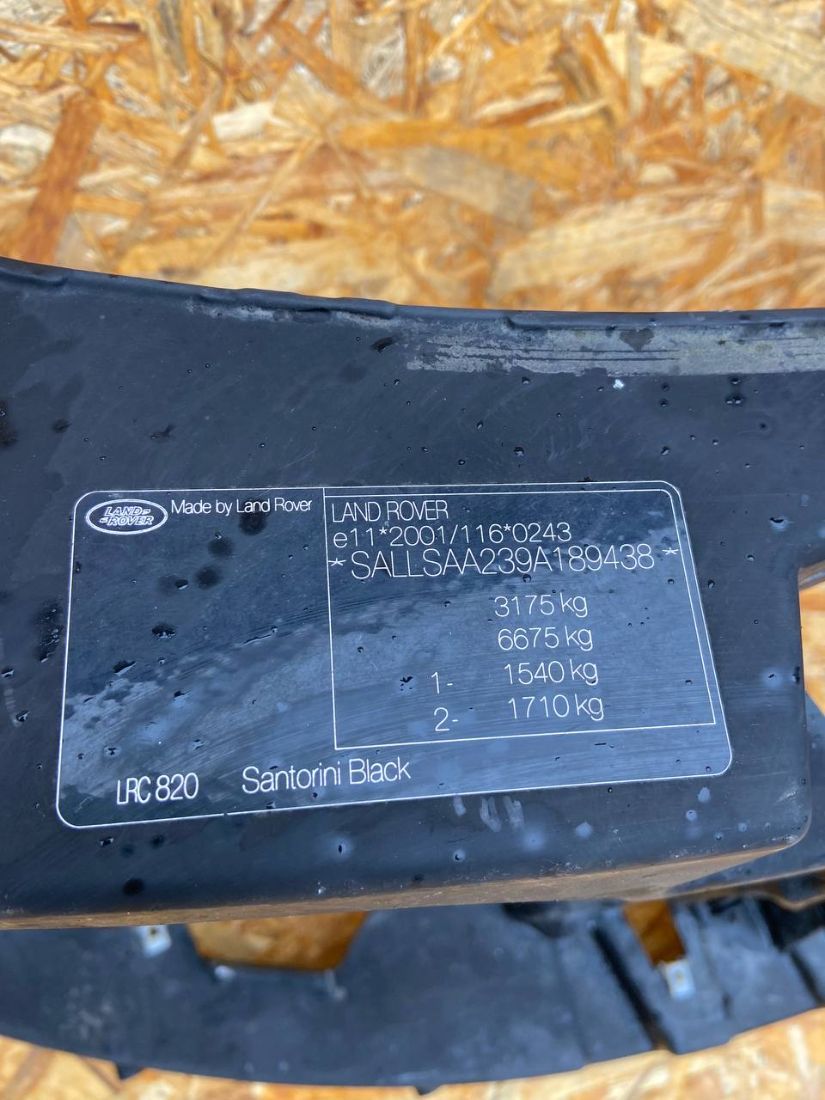 LAND-
ROVER
Made by Land Rover
LAND ROVER
e11*2001/116*0243
*SALLSAA239A189438*
3175 kg
6675 kg
1- 1540 kg
2- 1710 kg
LRC 820 Santorini Black